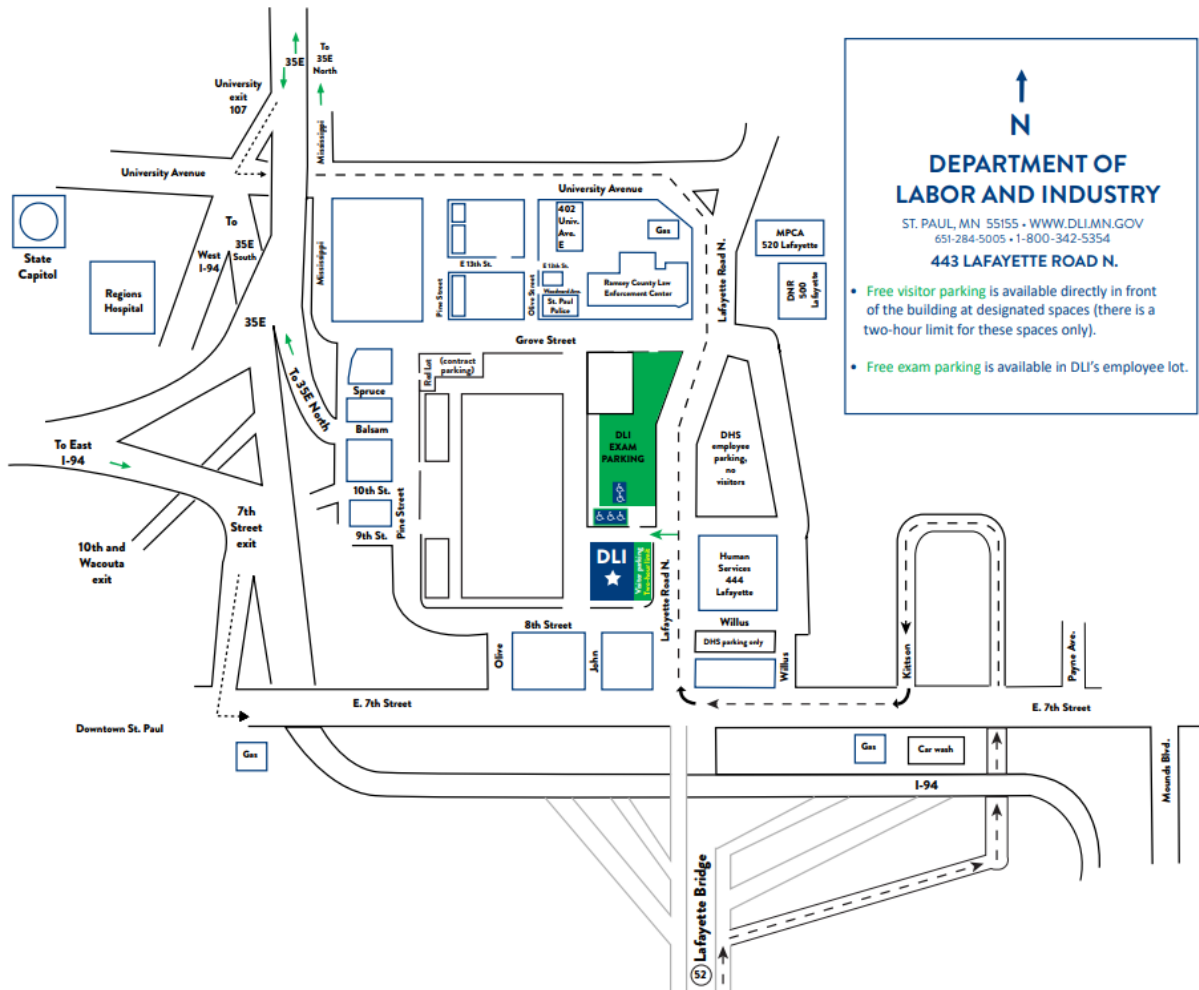 35E
To
35E
North
University
exit
107
Mississippi
University Avenue
University Avenue
State
Capitol
Regions
Hospital
To
35E
South
West
I-94
Mississippi
35E
To 35E North
402
Univ.
Ave.
E
Gas
E 13th St.
E 13th St.
Woodward Ave.
Pine Street
Olive Street
St. Paul
Police
Ramsey County Law
Enforcement Center
Lafayette Road N.
MPCA
520 Lafayette
DNR
500
Lafayette
N
DEPARTMENT OF
LABOR AND INDUSTRY
ST. PAUL, MN 55155 • WWW.DLI.MN.GOV
651-284-5005 • 1-800-342-5354
443 LAFAYETTE ROAD N.
• Free visitor parking is available directly in front
of the building at designated spaces (there is a
two-hour limit for these spaces only).
• Free exam parking is available in DLI's employee lot.
Grove Street
Rail Lot
(contract
parking)
Spruce
Balsam
10th St.
9th St.
Pine Street
DLI
EXAM
PARKING
DHS
employee
parking,
no
visitors
To East
I-94
7th
Street
exit
10th and
Wacouta
exit
DLI
Visitor parking
Two-hour limit
Lafayette Road N.
Human
Services
444
Lafayette
Willus
DHS parking only
Willus
8th Street
Olive
John
Kittson
Payne Ave.
E. 7th Street
E. 7th Street
Downtown St. Paul
Gas
Gas
Car wash
I-94
Mounds Blvd.
Lafayette Bridge
52